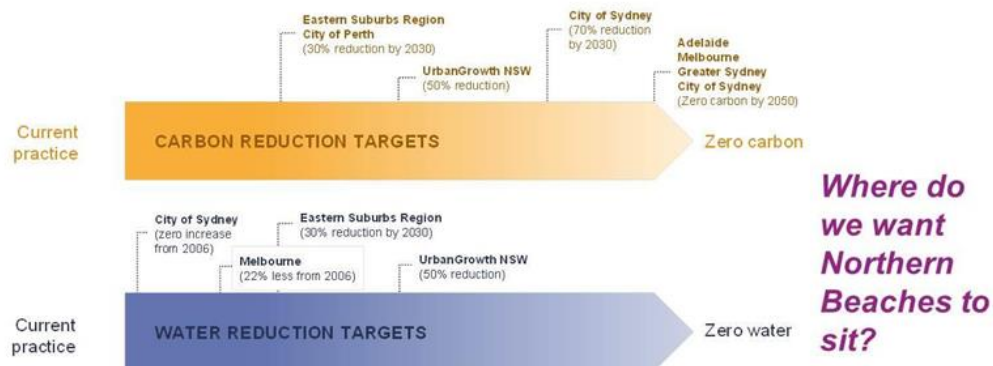 Eastern Suburbs Region
City of Perth
(30% reduction by 2030)
UrbanGrowth NSW
(50% reduction)
City of Sydney
(70% reduction
by 2030)
Adelaide
Melbourne
Greater Sydney
City of Sydney
(Zero carbon by 2050)
Current
practice
CARBON REDUCTION TARGETS
Zero carbon
City of Sydney
(zero increase
from 2006)
Eastern Suburbs Region
(30% reduction by 2030)
Melbourne
(22% less from 2006)
UrbanGrowth NSW
(50% reduction)
Current
practice
WATER REDUCTION TARGETS
Zero water
Where do
we want
Northern
Beaches to
sit?